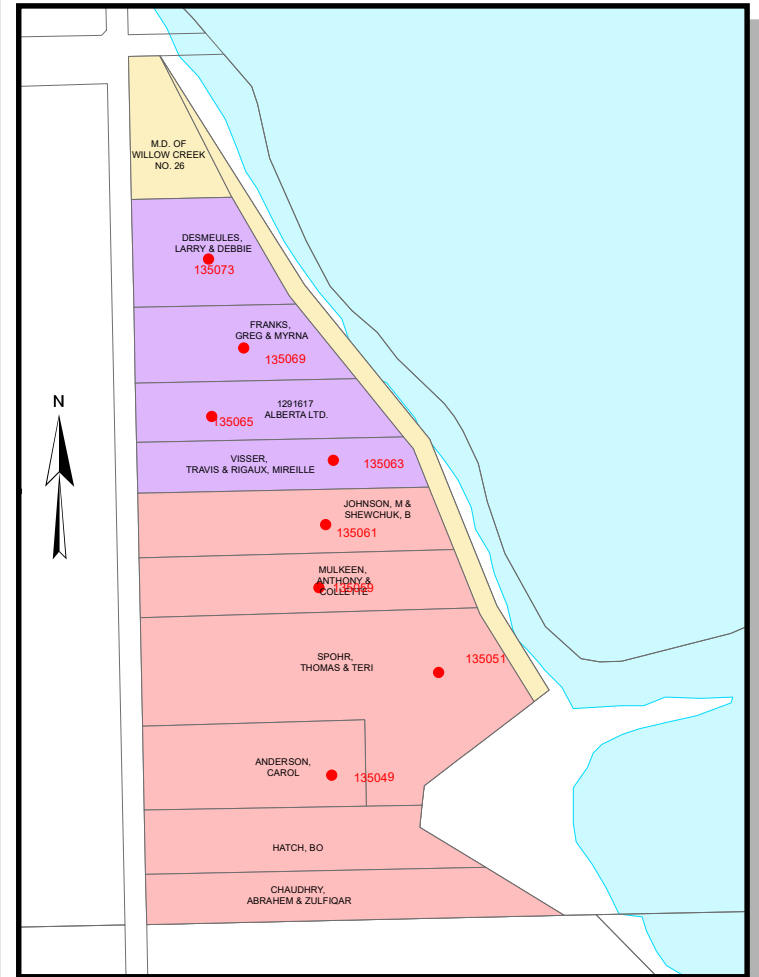 M.D. OF
WILLOW CREEK
NO. 26
DESMEULES,
LARRY & DEBBIE
135073
FRANKS,
GREG & MYRNA
135069
N
1291617
ALBERTA LTD.
135065
VISSER,
TRAVIS & RIGAUX, MIREILLE
135063
JOHNSON, M &
SHEWCHUK, B
135061
MULKEEN,
ANTHONY &
COLLETTE
135059
SPOHR,
THOMAS & TERI
135051
ANDERSON,
CAROL
135049
HATCH, BO
CHAUDHRY,
ABRAHEM & ZULFIQAR